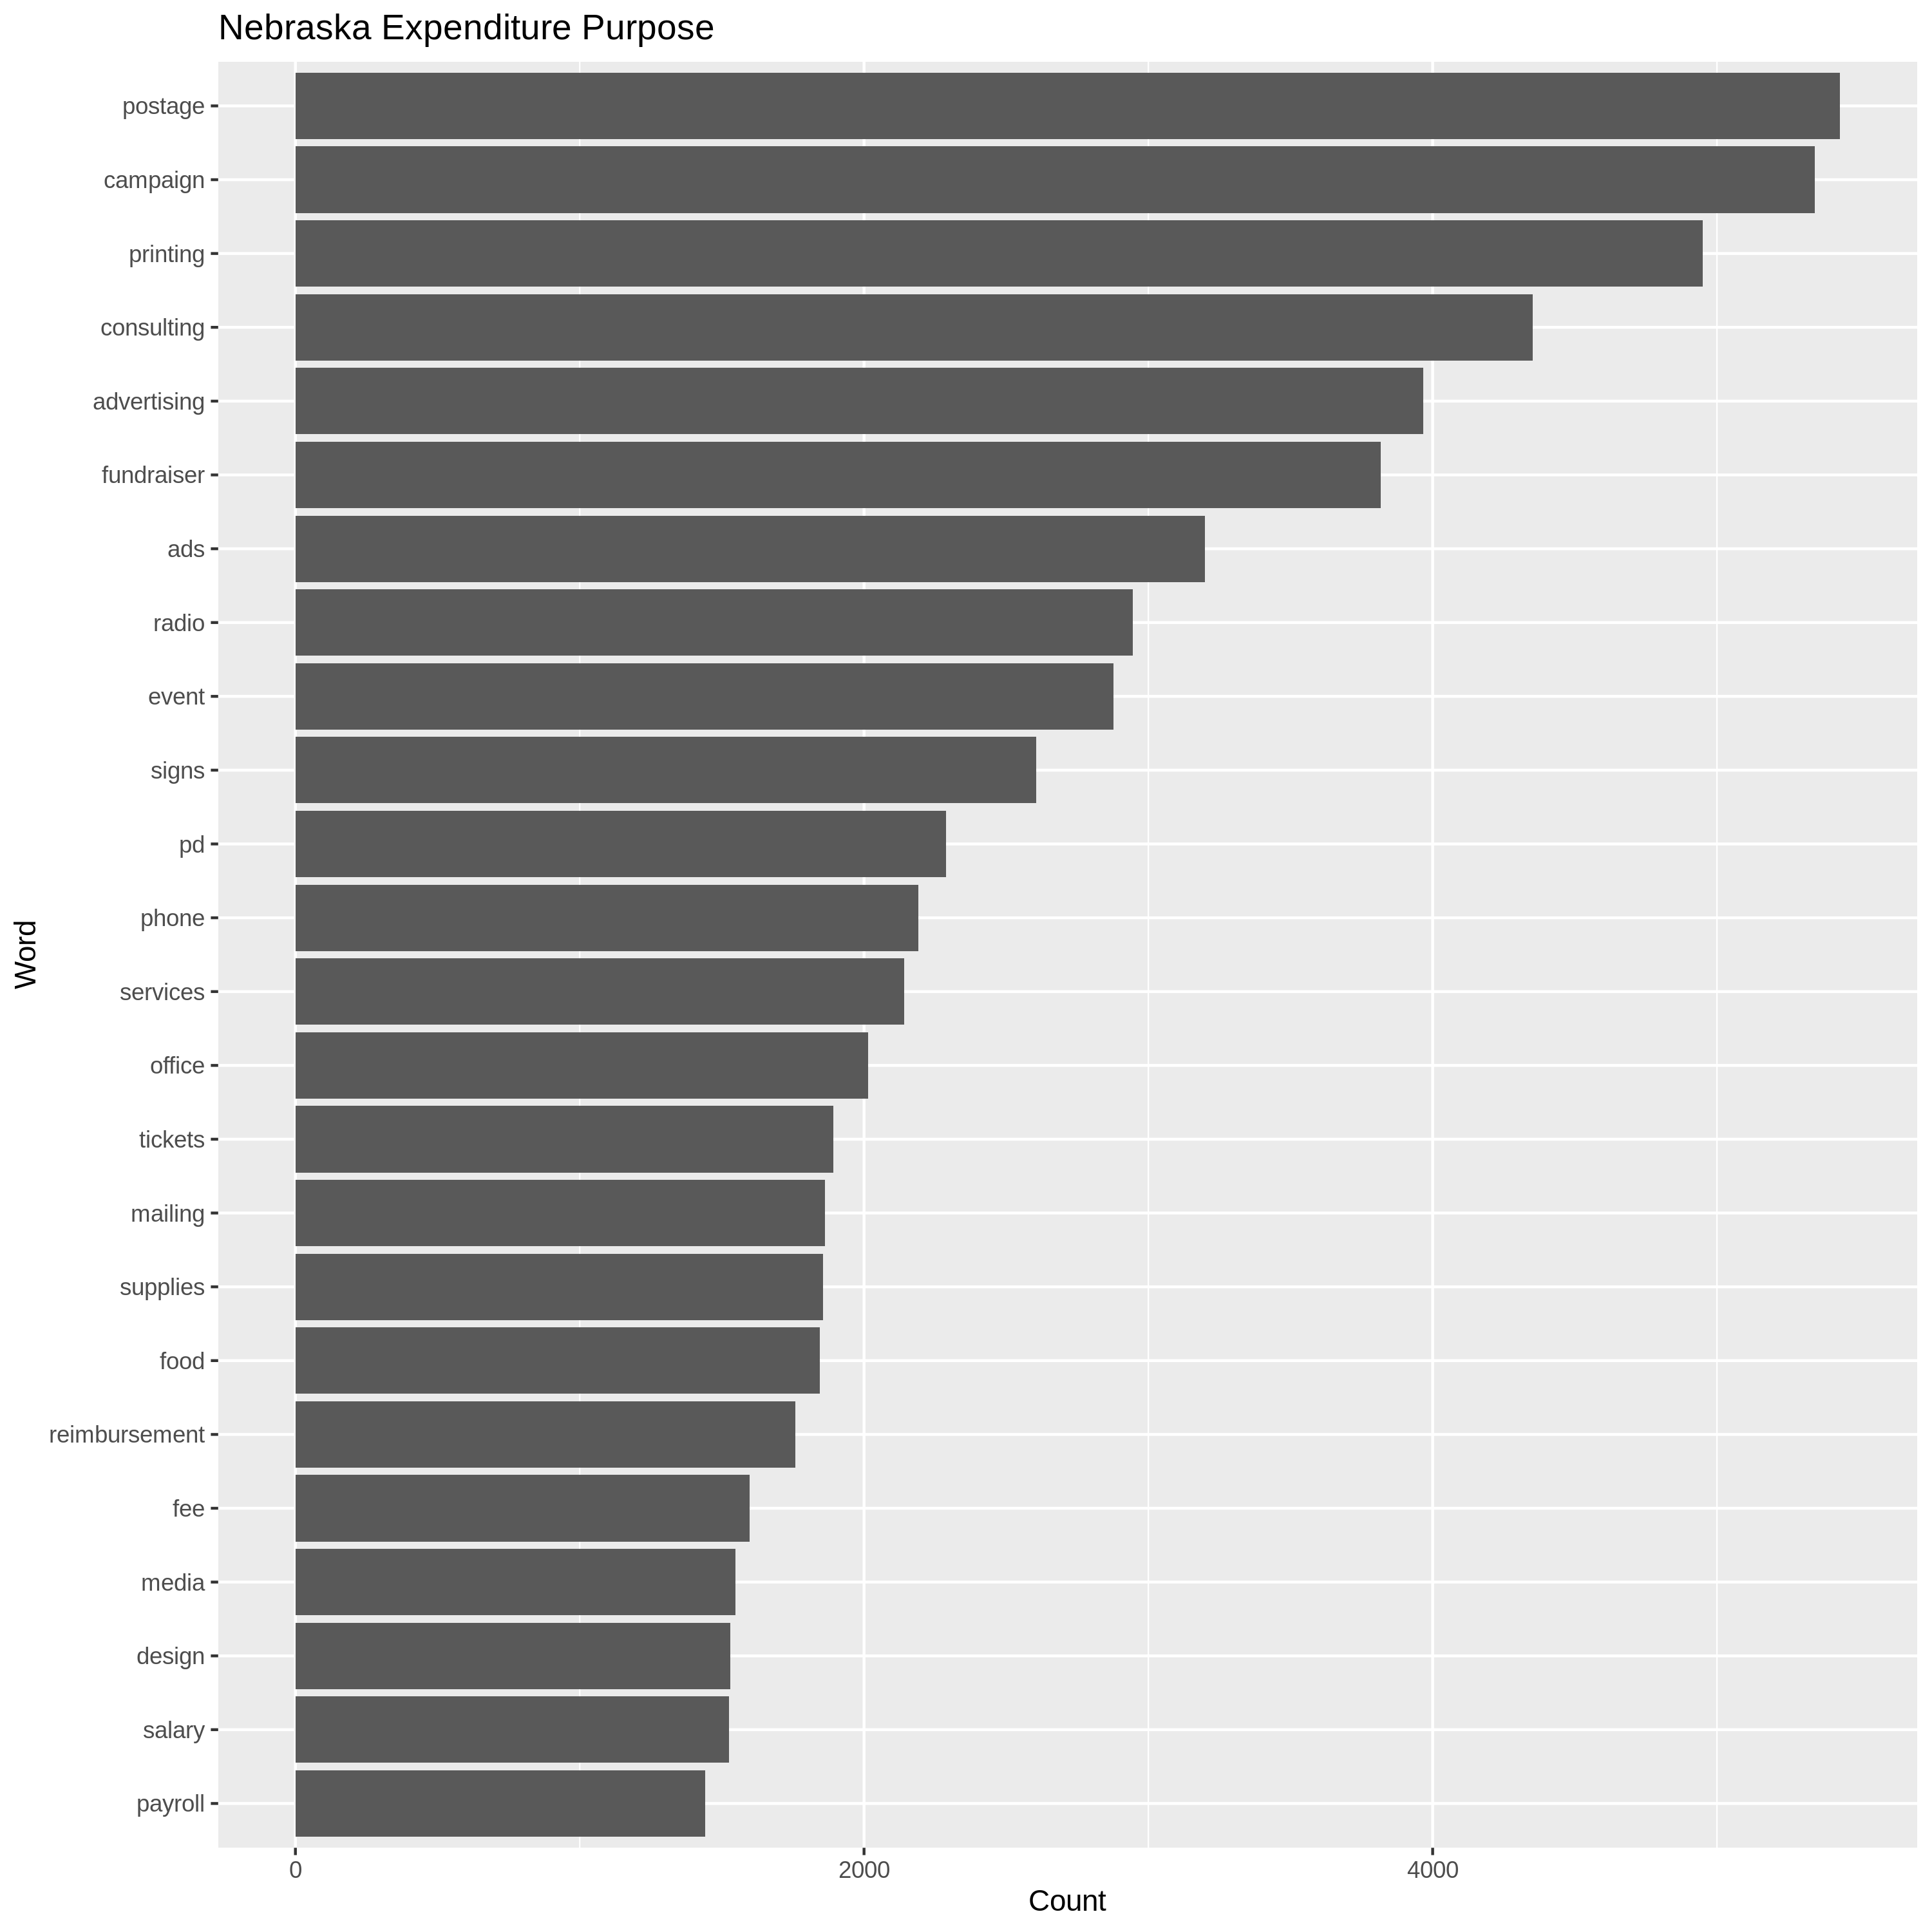 Nebraska Expenditure Purpose
postage
campaign
printing
consulting
advertising
fundraiser
ads
radio
event
signs
pd
phone
services
office
tickets
mailing
supplies
food
reimbursement
fee
media
design
salary
payroll
Word
0 2000 4000
Count